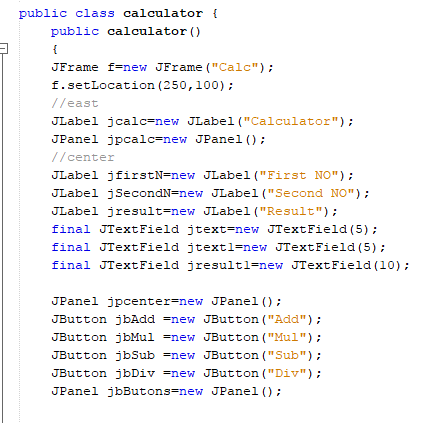 public class calculator {
public calculator()
{
JFrame f=new JFrame("Calc");
f.setLocation(250,100);
//east
JLabel jcalc=new JLabel("Calculator");
JPanel jpcalc=new JPanel();
//center
JLabel jfirstN=new JLabel("First NO");
JLabel jSecondN=new JLabel("Second NO");
JLabel jresult=new JLabel("Result");
final JTextField jtext=new JTextField(5);
final JTextField jtext1=new JTextField(5);
final JTextField jresult1=new JTextField(10);
JPanel jpcenter=new JPanel();
JButton jbAdd =new JButton("Add");
JButton jbMul =new JButton("Mul");
JButton jbSub =new JButton("Sub");
JButton jbDiv =new JButton("Div");
JPanel jbButons=new JPanel();